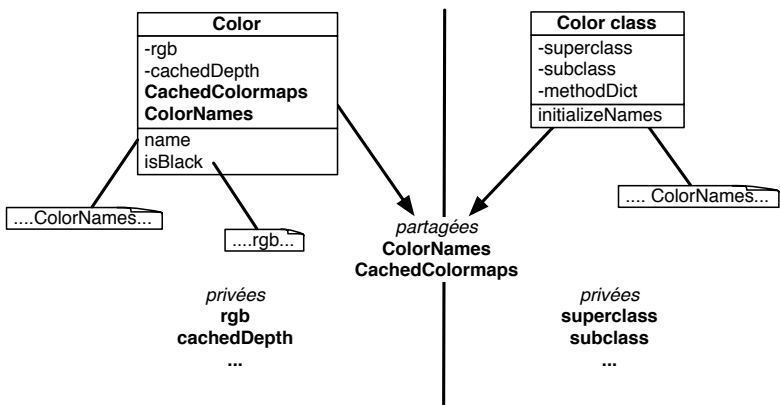 Color
-rgb
-cachedDepth
CachedColormaps
ColorNames
name
isBlack
....ColorNames...
....rgb...
Color class
-superclass
-subclass
-methodDict
initializeNames
.... ColorNames...
partagées
ColorNames
CachedColormaps
privées
rgb
cachedDepth
...
privées
superclass
subclass
...